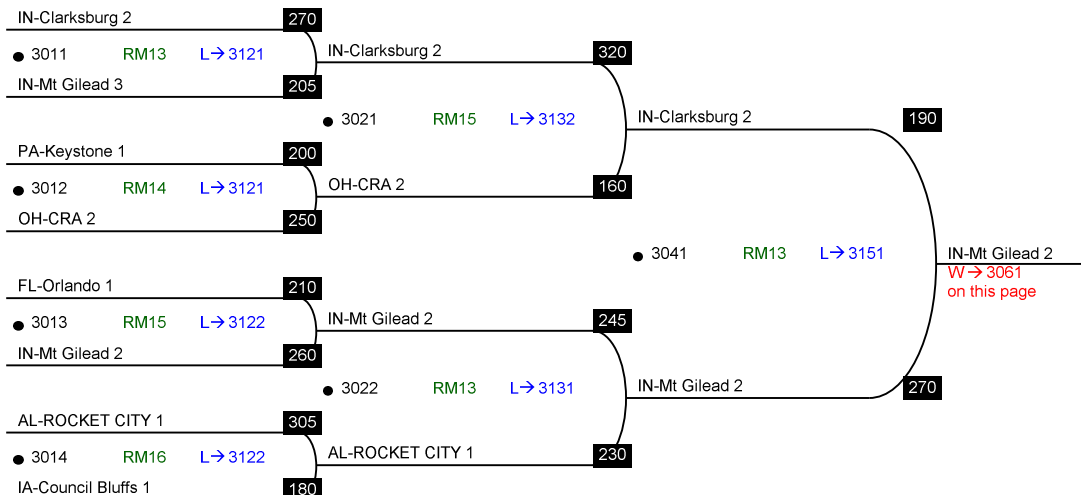 IN-Clarksburg 2 270
3011 RM13 L→3121
IN-Mt Gilead 3 205
IN-Clarksburg 2 320
3021 RM15 L→3132
PA-Keystone 1 200
3012 RM14 L→3121
OH-CRA 2 250
OH-CRA 2 160
IN-Clarksburg 2 190
3041 RM13 L→3151
IN-Mt Gilead 2
W→3061
on this page
FL-Orlando 1 210
3013 RM15 L→3122
IN-Mt Gilead 2 260
IN-Mt Gilead 2 245
3022 RM13 L→3131
IN-Mt Gilead 2 270
AL-ROCKET CITY 1 305
3014 RM16 L→3122
IA-Council Bluffs 1 180
AL-ROCKET CITY 1 230